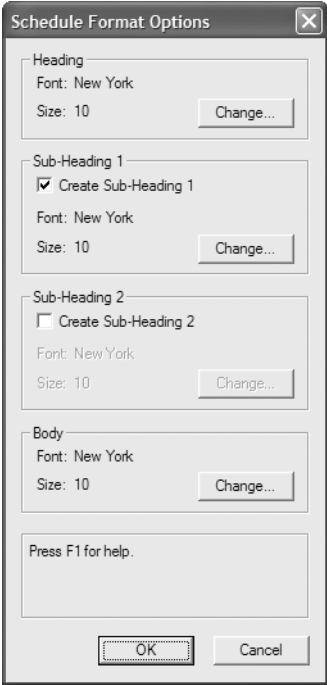 Schedule Format Options
Heading
Font: New York
Size: 10
Change...
Sub-Heading 1
Create Sub-Heading 1
Font: New York
Size: 10
Change...
Sub-Heading 2
Create Sub-Heading 2
Font: New York
Size: 10
Change...
Body
Font: New York
Size: 10
Change...
Press F1 for help.
OK
Cancel